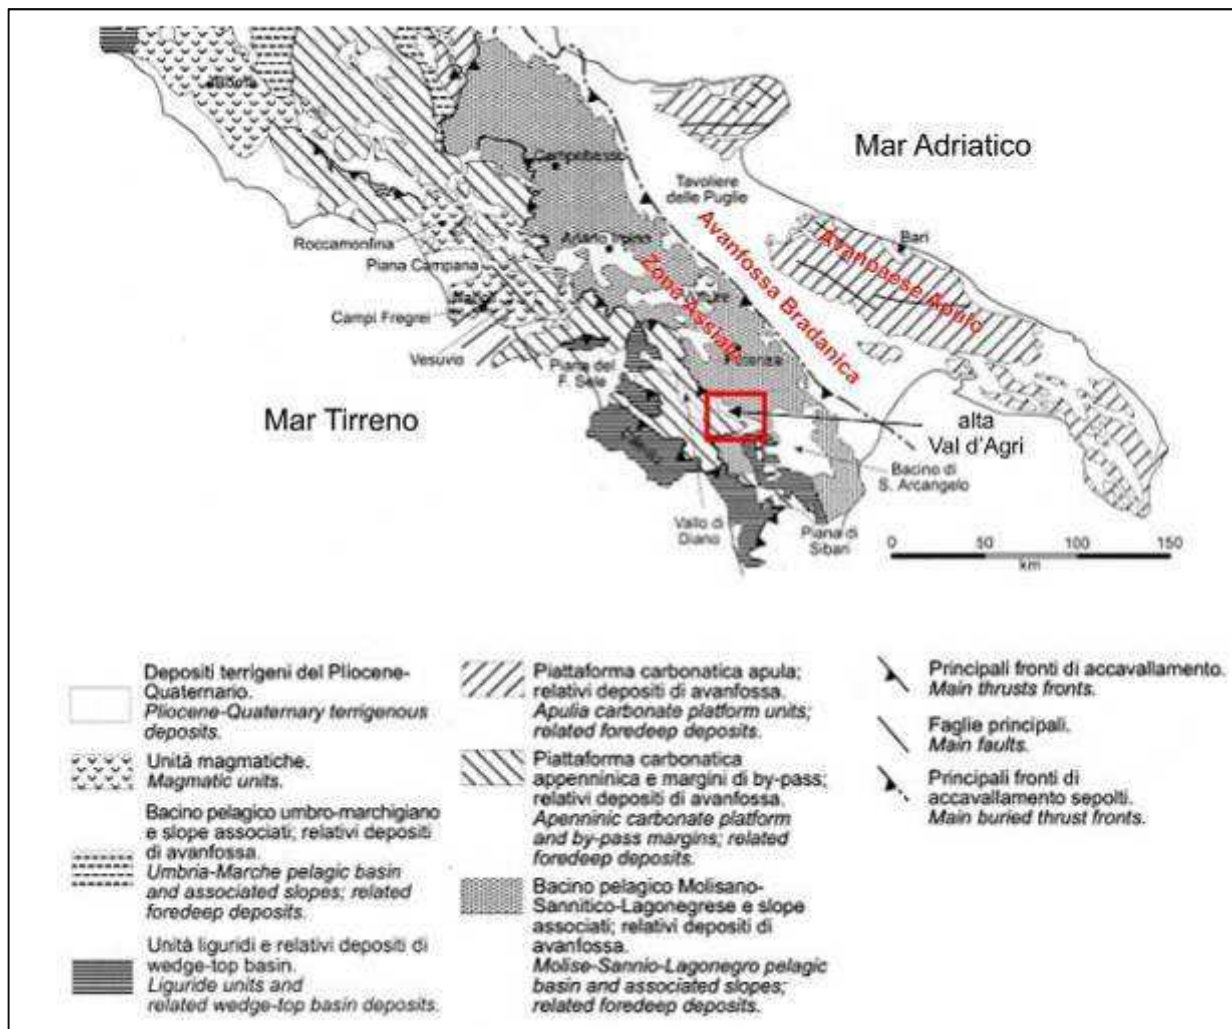 Mar Adriatico
Campobasso
Tavoliere
delle Puglie
Bari
Roccamonfina
Ariano Irpino
Avanfossa Bradanica
Avanpaese Apulo
Piana Campana
Zona Assiale
Napoli
Campi Fregrei
Vesuvio
Potenza
Piana del
F. Sele
Mar Tirreno
alta
Val d'Agri
Bacino di
S. Arcangelo
Vallo di
Diano
Piana di
Sibari
0 50 100 150
km
Depositi terrigeni del Pliocene-
Quaternario.
Pliocene-Quaternary terrigenous
deposits.
Unità magmatiche.
Magmatic units.
Bacino pelagico umbro-marchigiano
e slope associati; relativi depositi
di avanfossa.
Umbria-Marche pelagic basin
and associated slopes; related
foredeep deposits.
Unità liguridi e relativi depositi di
wedge-top basin.
Liguride units and
related wedge-top basin deposits.
Piattaforma carbonatica apula;
relativi depositi di avanfossa.
Apulia carbonate platform units;
related foredeep deposits.
Piattaforma carbonatica
appenninica e margini di by-pass;
relativi depositi di avanfossa.
Apenninic carbonate platform
and by-pass margins; related
foredeep deposits.
Bacino pelagico Molisano-
Sannitico-Lagonegrese e slope
associati; relativi depositi di
avanfossa.
Molise-Sannio-Lagonegro pelagic
basin and associated slopes;
related foredeep deposits.
Principali fronti di accavallamento.
Main thrusts fronts.
Faglie principali.
Main faults.
Principali fronti di
accavallamento sepolti.
Main buried thrust fronts.